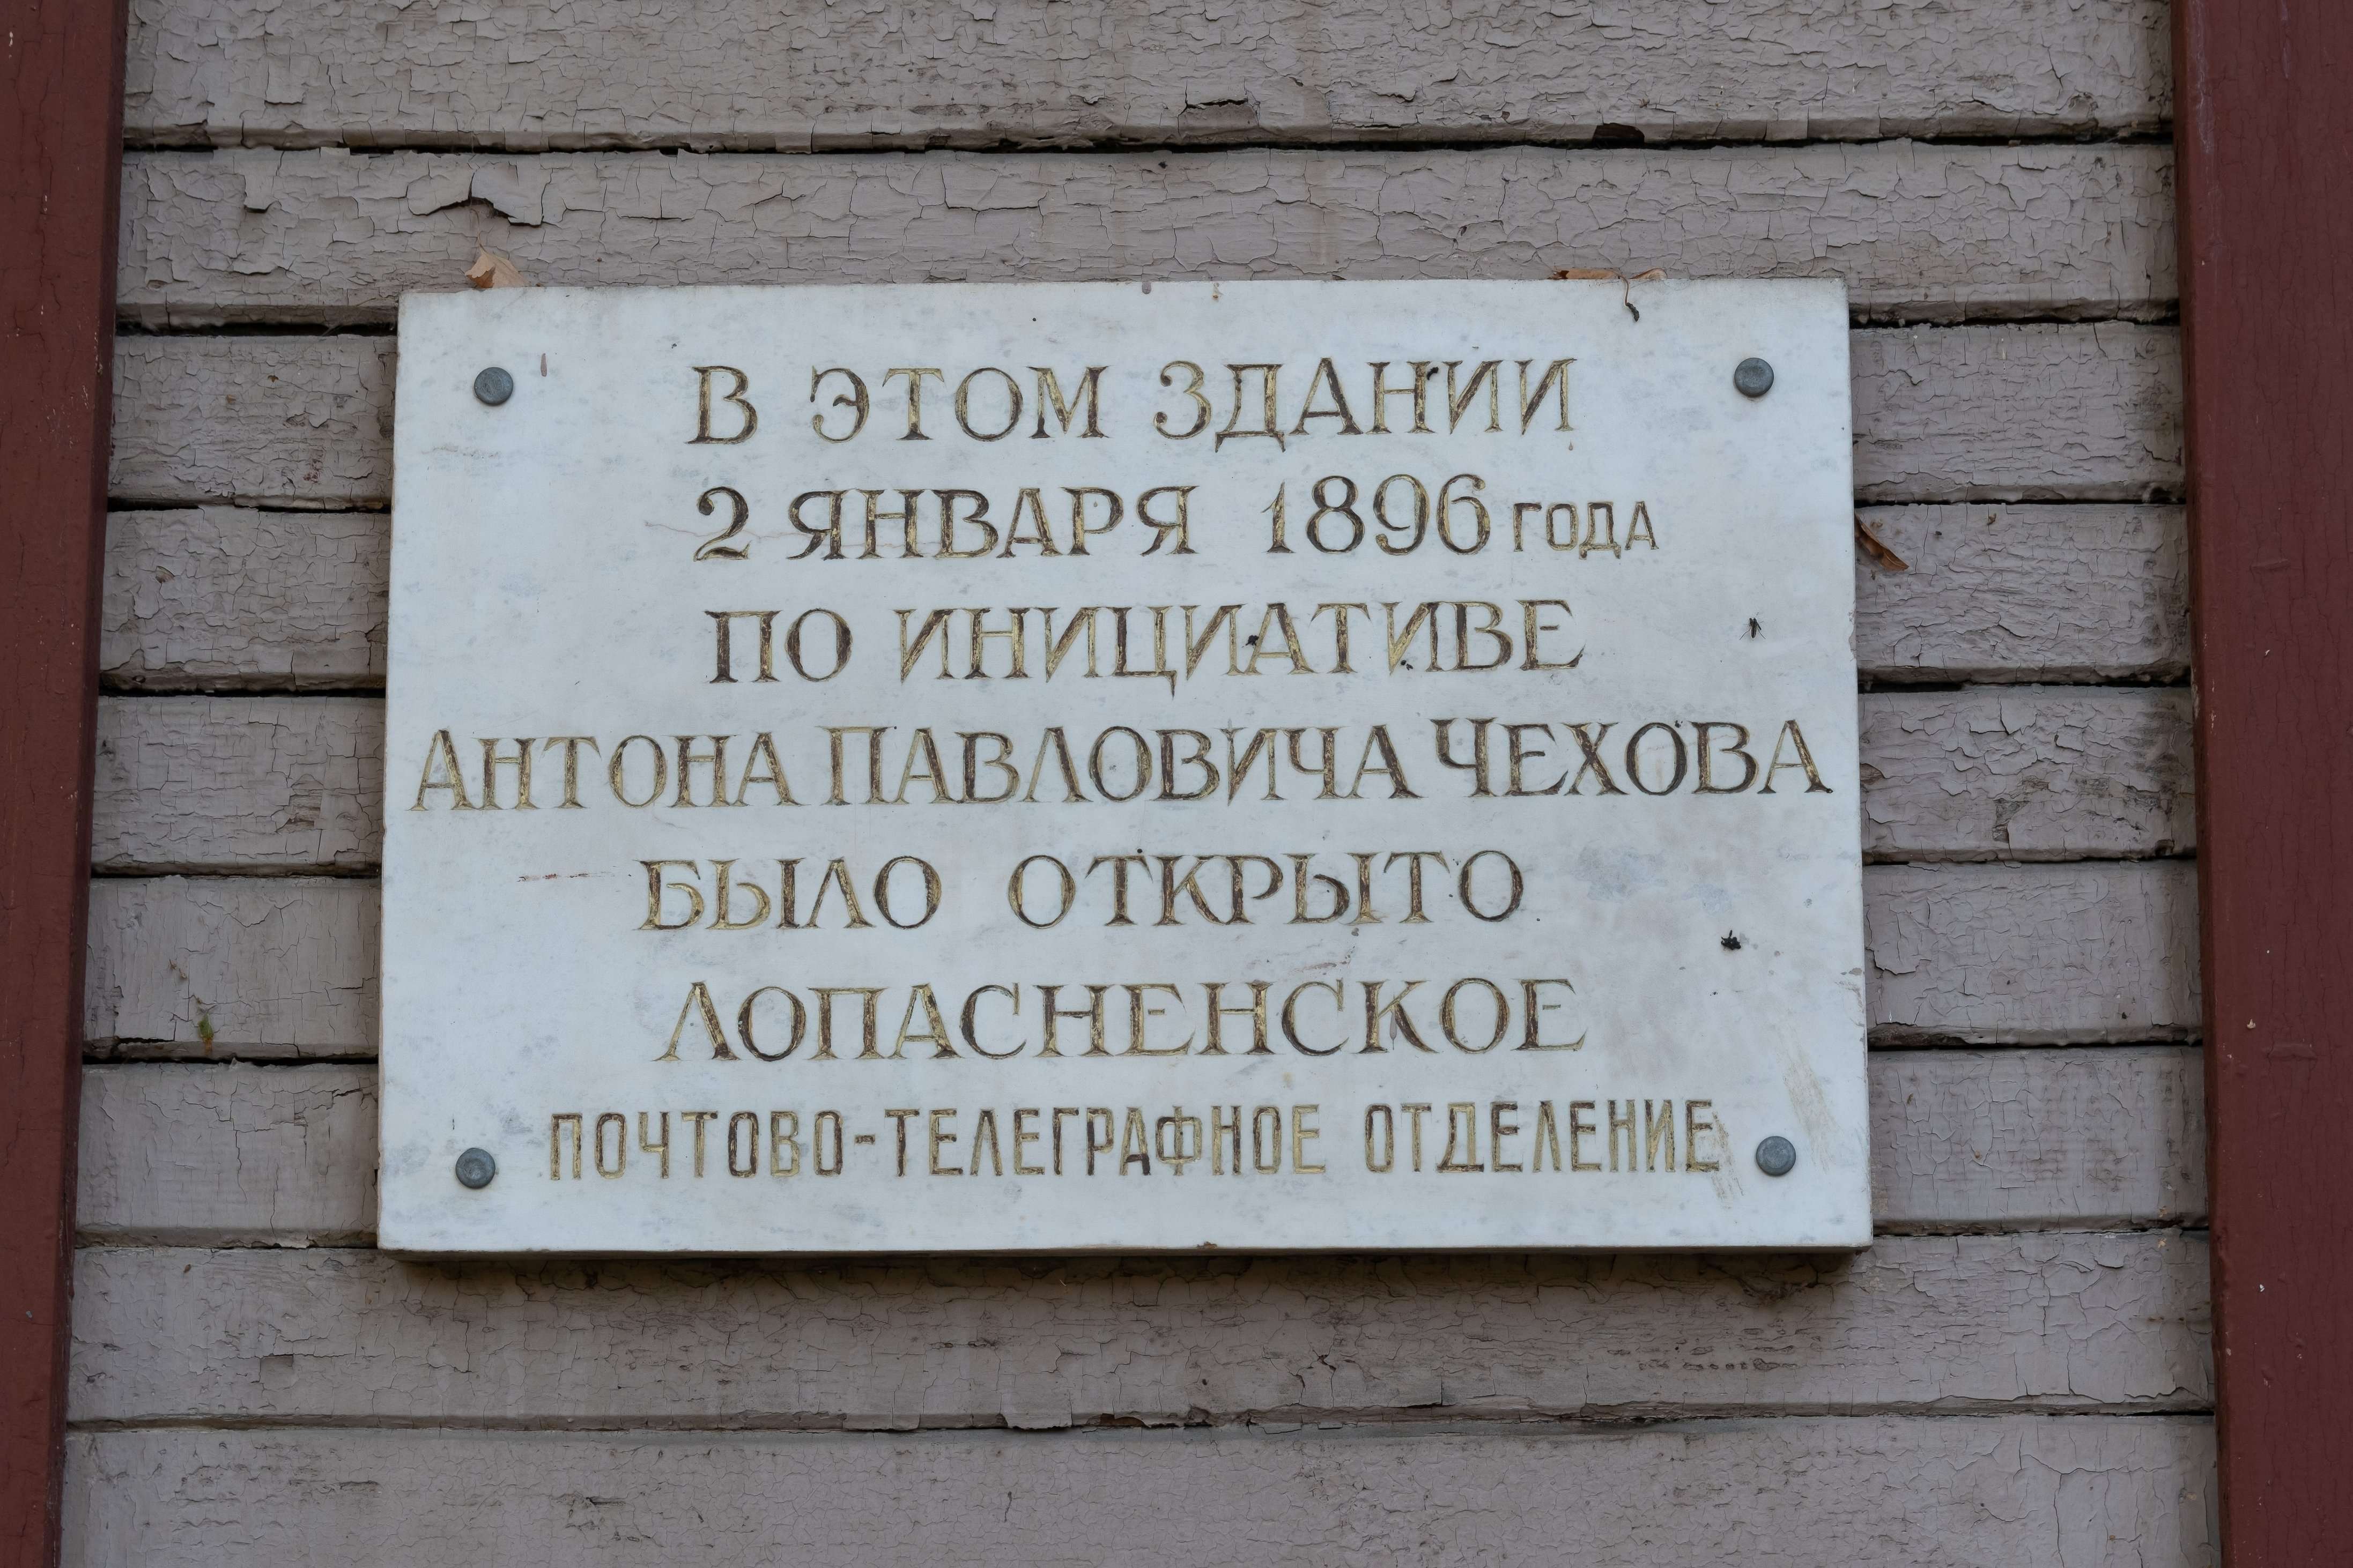 В ЭТОМ ЗДАНИИ
2 ЯНВАРЯ 1896 ГОДА
ПО ИНИЦИАТИВЕ
АНТОНА ПАВЛОВИЧА ЧЕХОВА
БЫЛО ОТКРЫТО
ЛОПАСНЕНСКОЕ
ПОЧТОВО-ТЕЛЕГРАФНОЕ ОТДЕЛЕНИЕ